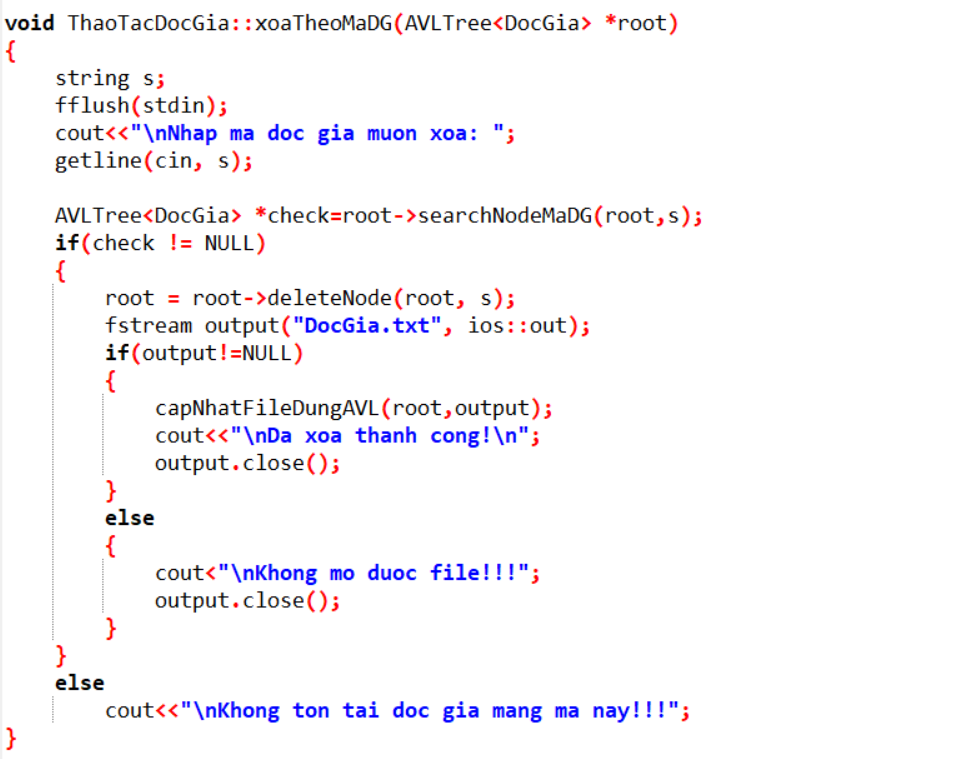 void ThaoTacDocGia::xoaTheoMaDG(AVLTree<DocGia> *root)
{
    string s;
    fflush(stdin);
    cout<<"\nNhap ma doc gia muon xoa: ";
    getline(cin, s);

    AVLTree<DocGia> *check=root->searchNodeMaDG(root,s);
    if(check != NULL)
    {
        root = root->deleteNode(root, s);
        fstream output("DocGia.txt", ios::out);
        if(output!=NULL)
        {
            capNhatFileDungAVL(root,output);
            cout<<"\nDa xoa thanh cong!\n";
            output.close();
        }
        else
        {
            cout<"\nKhong mo duoc file!!!";
            output.close();
        }
    }
    else
        cout<<"\nKhong ton tai doc gia mang ma nay!!!";
}